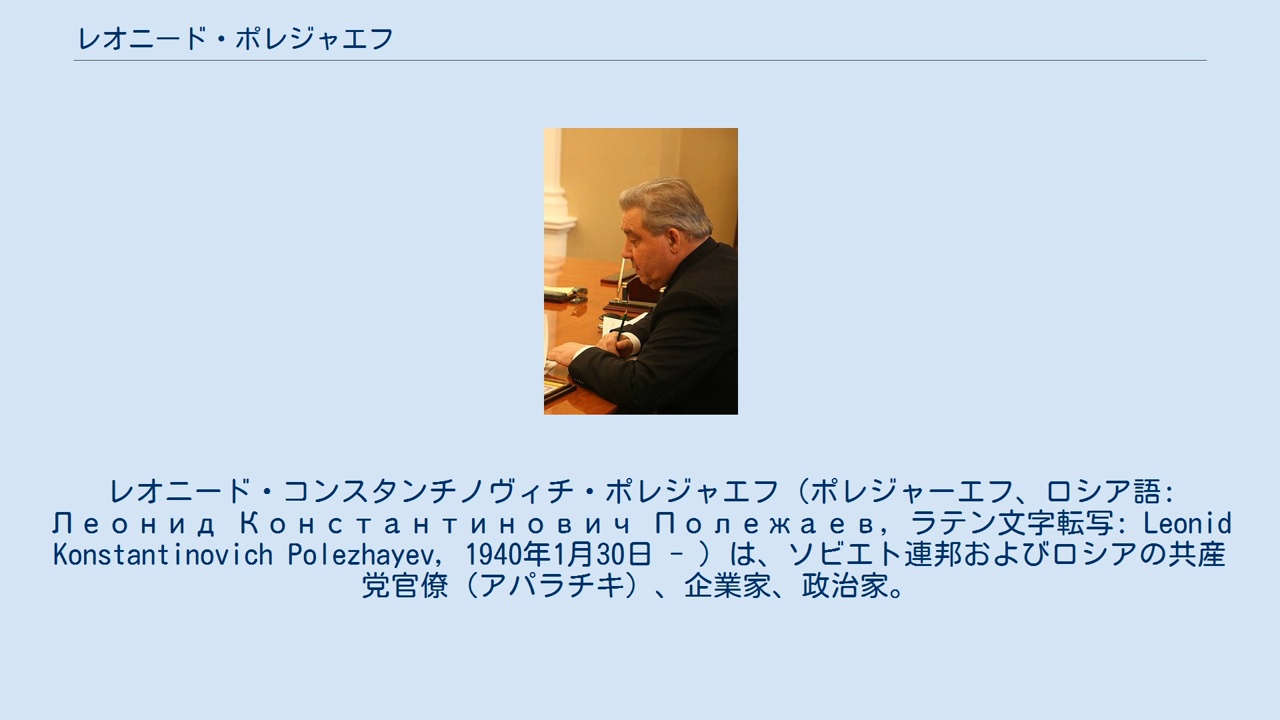 レオニード・ポレジャエフ
レオニード・コンスタンチノヴィチ・ポレジャエフ（ポレジャーエフ、ロシア語:
Леонид Константинович Полежаев, ラテン文字転写: Leonid
Konstantinovich Polezhayev, 1940年1月30日 - ）は、ソビエト連邦およびロシアの共産
党官僚（アパラチキ）、企業家、政治家。